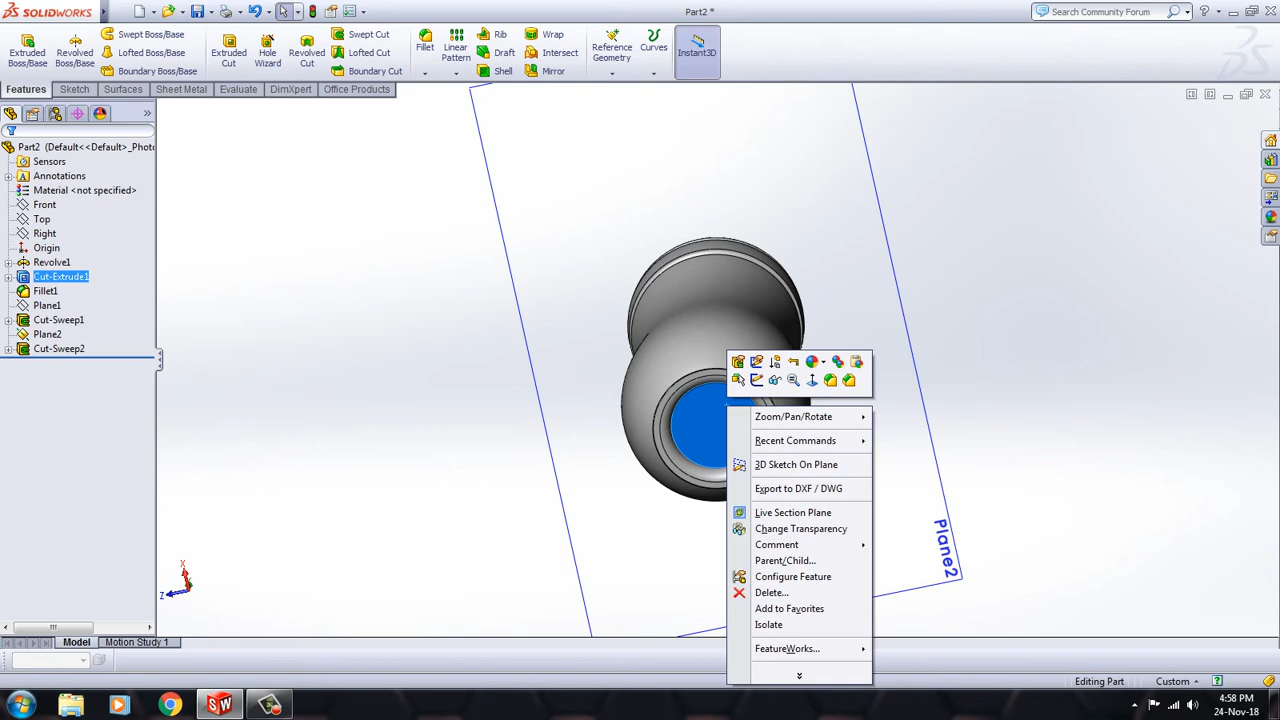 SOLIDWORKS
Part2 *
Search Community Forum
Extruded Boss/Base
Revolved Boss/Base
Swept Boss/Base
Lofted Boss/Base
Boundary Boss/Base
Extruded Cut
Hole Wizard
Revolved Cut
Swept Cut
Lofted Cut
Boundary Cut
Fillet
Linear Pattern
Rib
Draft
Shell
Wrap
Intersect
Mirror
Reference Geometry
Curves
Instant3D
Features
Sketch
Surfaces
Sheet Metal
Evaluate
DimXpert
Office Products
Part2 (Default<<Default>_Photo
Sensors
Annotations
Material <not specified>
Front
Top
Right
Origin
Revolve1
Cut-Extrude1
Fillet1
Plane1
Cut-Sweep1
Plane2
Cut-Sweep2
Zoom/Pan/Rotate
Recent Commands
3D Sketch On Plane
Export to DXF / DWG
Live Section Plane
Change Transparency
Comment
Parent/Child...
Configure Feature
Delete...
Add to Favorites
Isolate
FeatureWorks...
Plane2
X
Z
Model
Motion Study 1
Editing Part
Custom
SW
4:58 PM
24-Nov-18